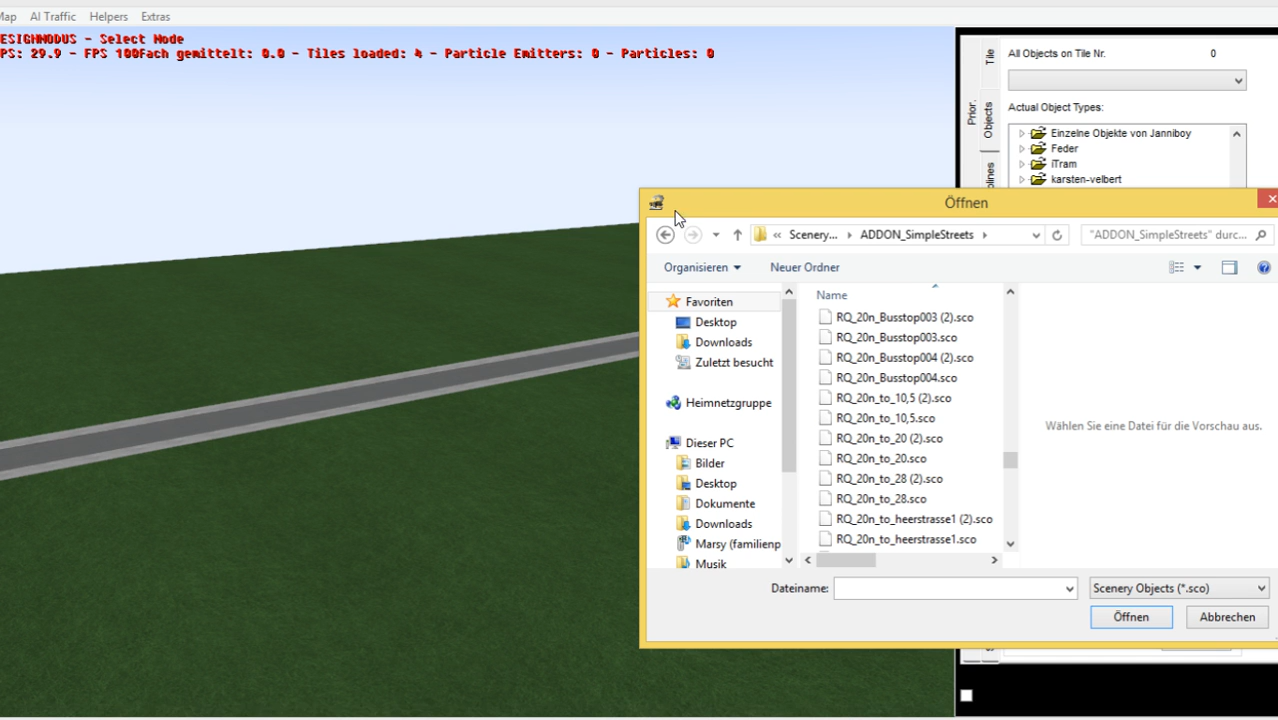 Map AI Traffic Helpers Extras
ESIGNMODUS - Select Mode
PS: 29.9 - FPS 100Fach gemittelt: 0.0 - Tiles loaded: 4 - Particle Emitters: 0 - Particles: 0
Tile
Objects
Prior.
All Objects on Tile Nr. 0
Actual Object Types:
Einzelne Objekte von Janniboy
Feder
iTram
karsten-velbert
Öffnen
« Scenery... ADDON_SimpleStreets
"ADDON_SimpleStreets" durc...
Organisieren Neuer Ordner
Favoriten
Desktop
Downloads
Zuletzt besucht
Heimnetzgruppe
Dieser PC
Bilder
Desktop
Dokumente
Downloads
Marsy (familienp
Musik
Name
RQ_20n_Busstop003 (2).sco
RQ_20n_Busstop003.sco
RQ_20n_Busstop004 (2).sco
RQ_20n_Busstop004.sco
RQ_20n_to_10,5 (2).sco
RQ_20n_to_10,5.sco
RQ_20n_to_20 (2).sco
RQ_20n_to_20.sco
RQ_20n_to_28 (2).sco
RQ_20n_to_28.sco
RQ_20n_to_heerstrasse1 (2).sco
RQ_20n_to_heerstrasse1.sco
Wählen Sie eine Datei für die Vorschau aus.
Dateiname:
Scenery Objects (*.sco)
Öffnen Abbrechen